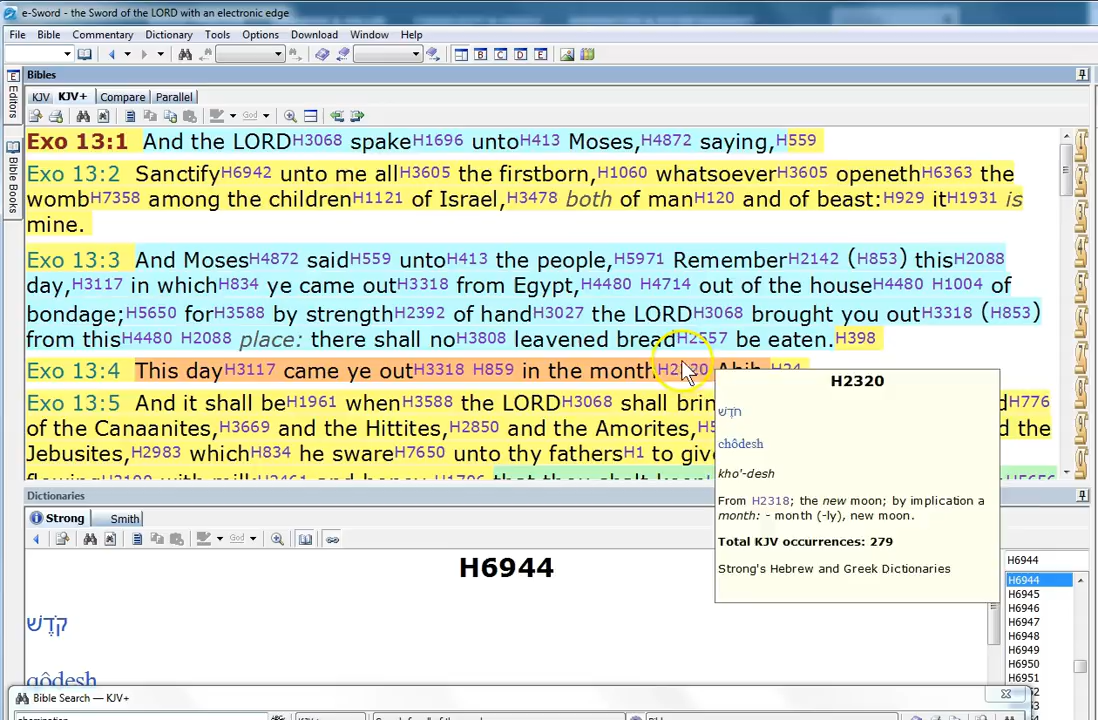 e-Sword - the Sword of the LORD with an electronic edge
File Bible Commentary Dictionary Tools Options Download Window Help
B C D E
Bibles
E Editors
Bible Books
KJV KJV+ Compare Parallel
God
Exo 13:1 And the LORDH3068 spakeH1696 untoH413 Moses,H4872 saying,H559
Exo 13:2 SanctifyH6942 unto me allH3605 the firstborn,H1060 whatsoeverH3605 openethH6363 the
wombH7358 among the childrenH1121 of Israel,H3478 both of manH120 and of beast:H929 itH1931 is
mine.
Exo 13:3 And MosesH4872 saidH559 untoH413 the people,H5971 RememberH2142 (H853) thisH2088
day,H3117 in whichH834 ye came outH3318 from Egypt,H4480 H4714 out of the houseH4480 H1004 of
bondage;H5650 forH3588 by strengthH2392 of handH3027 the LORDH3068 brought you outH3318 (H853)
from thisH4480 H2088 place: there shall noH3808 leavened breadH2557 be eaten.H398
Exo 13:4 This dayH3117 came ye outH3318 H859 in the monthH2320
Exo 13:5 And it shall beH1961 whenH3588 the LORDH3068 shall H776
of the Canaanites,H3669 and the Hittites,H2850 and the Amorites, the
Jebusites,H2983 whichH834 he swareH7650 unto thy fathersH1 to
H2320
חֹדֶשׁ
chôdesh
kho'-desh
From H2318; the new moon; by implication a
month: - month (-ly), new moon.
Total KJV occurrences: 279
Strong's Hebrew and Greek Dictionaries
Dictionaries
Strong Smith
God
H6944
קֹדֶשׁ
qôdesh
H6944
H6944
H6945
H6946
H6947
H6948
H6949
H6950
H6951
Bible Search — KJV+